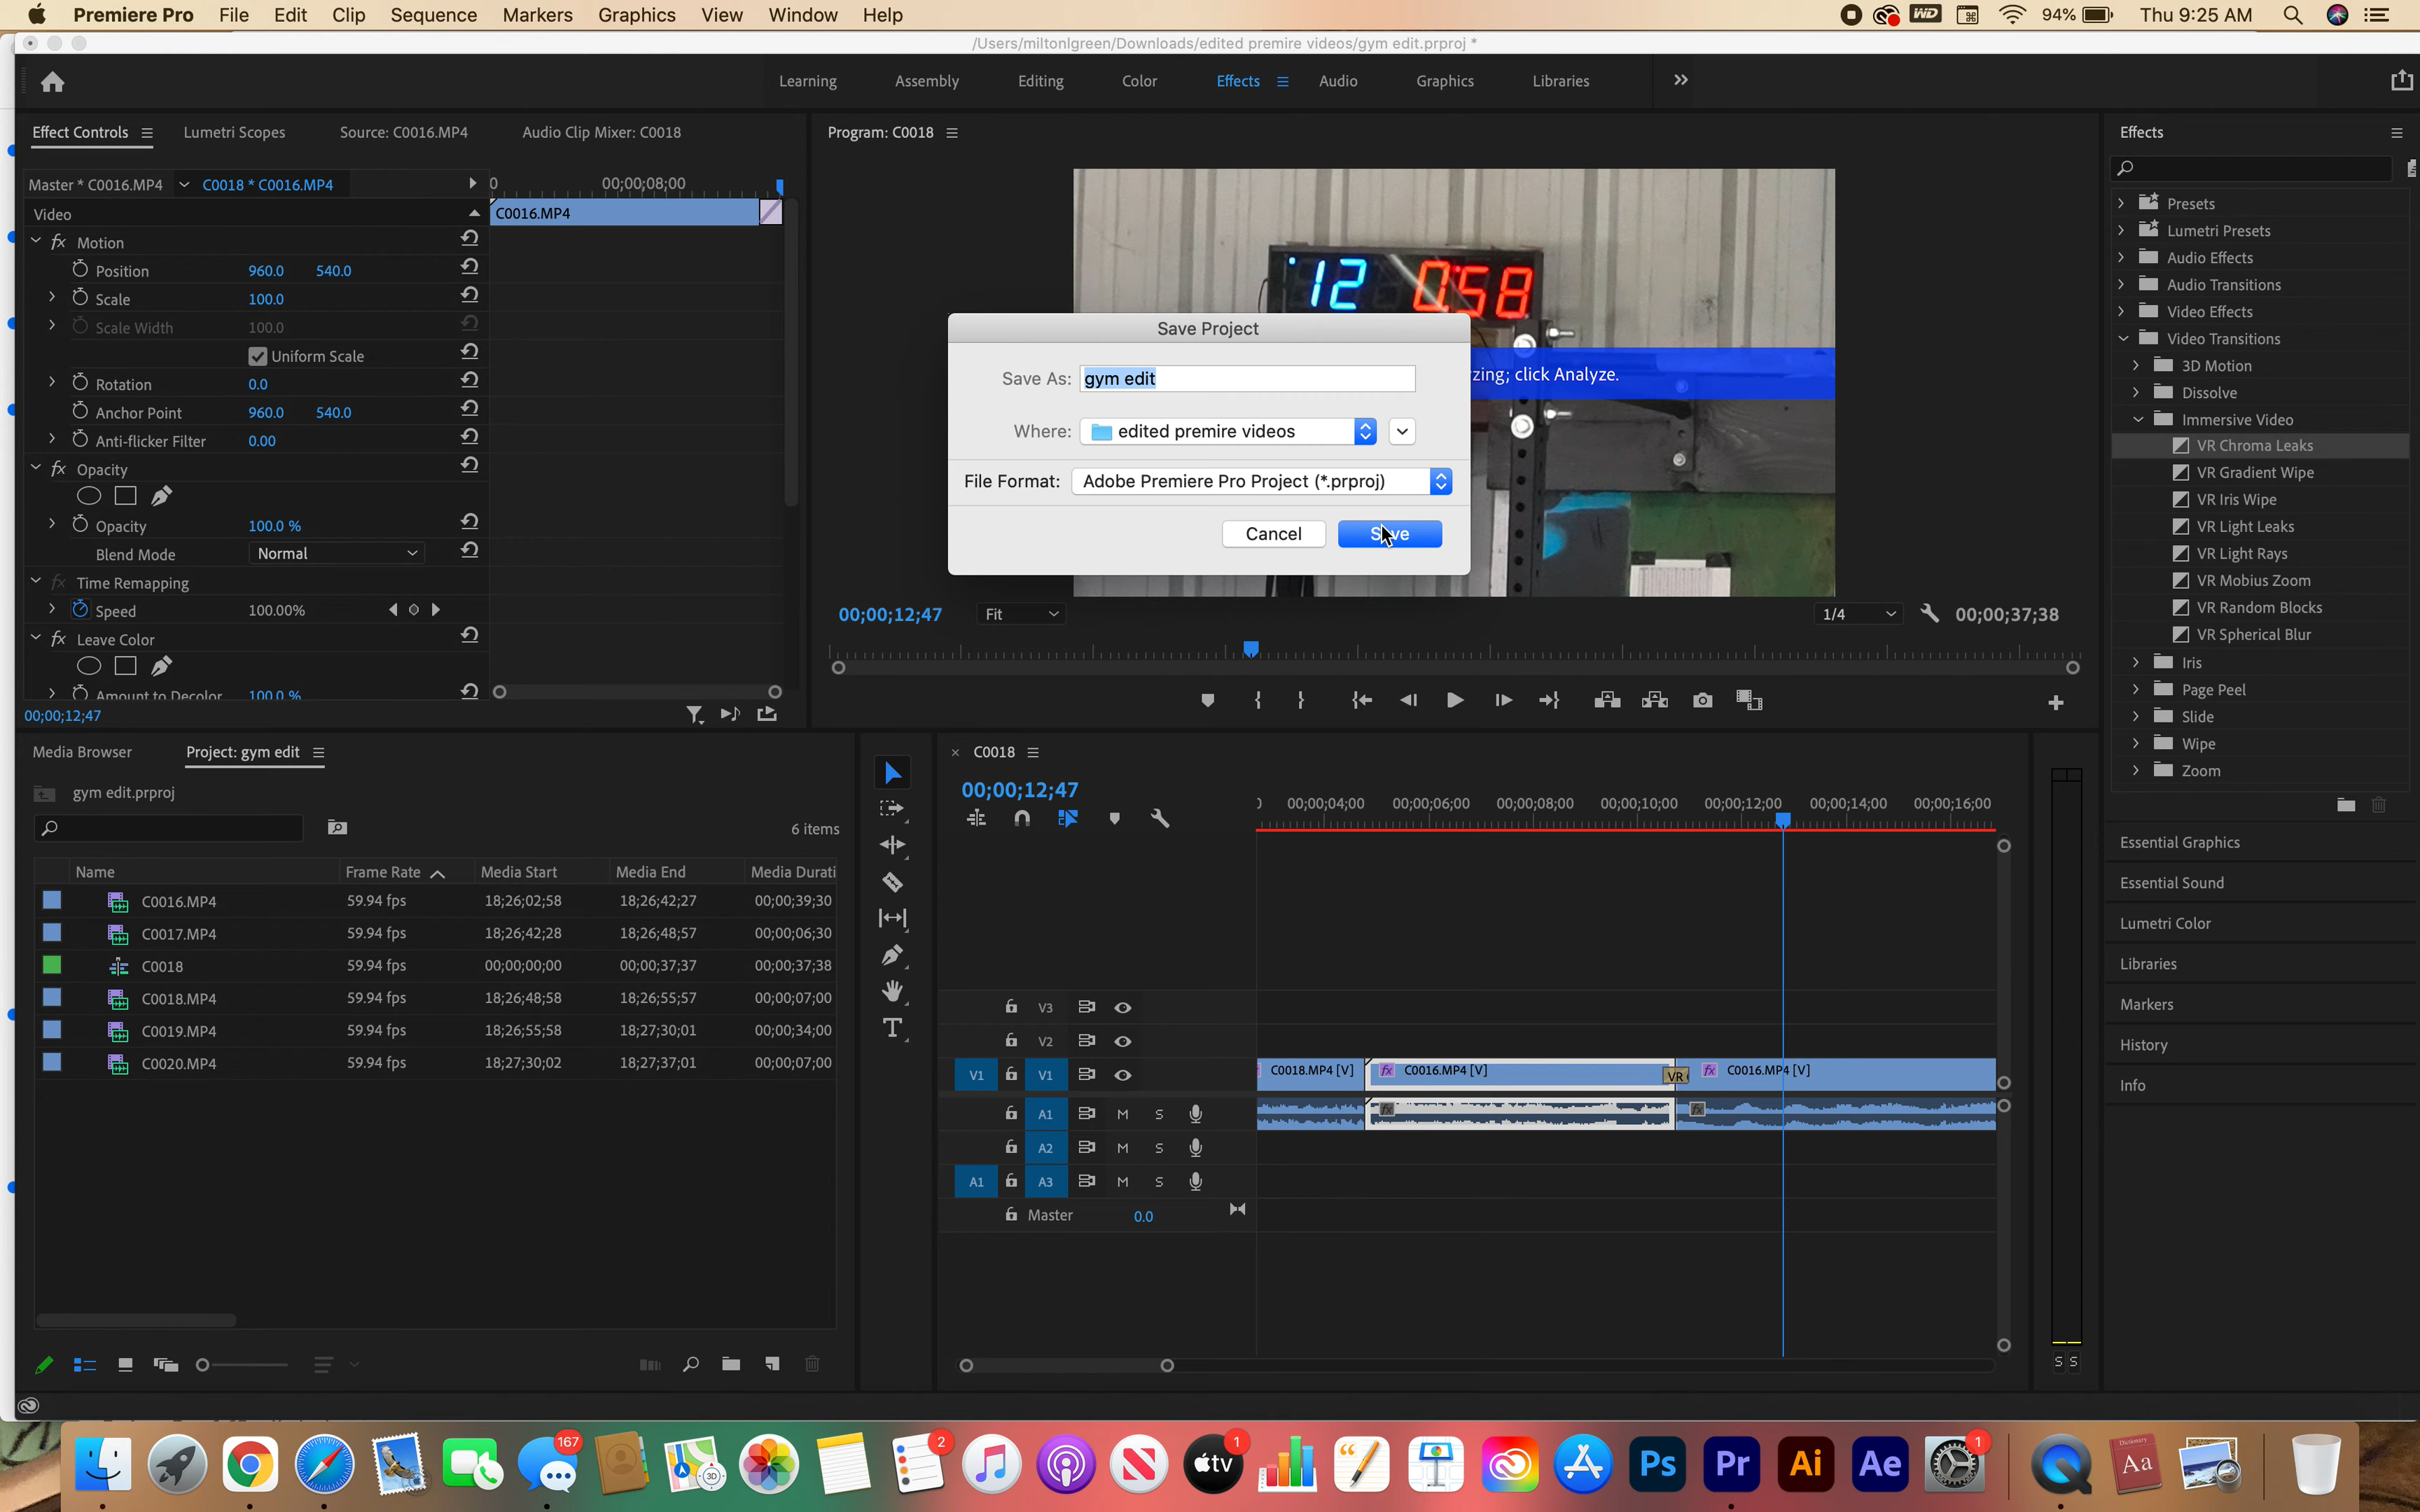 Premiere Pro File Edit Clip Sequence Markers Graphics View Window Help
WD 94% Thu 9:25 AM
/Users/miltonlgreen/Downloads/edited premire videos/gym edit.prproj *
Learning Assembly Editing Color Effects Audio Graphics Libraries
Effect Controls Lumetri Scopes Source: C0016.MP4 Audio Clip Mixer: C0018
Master * C0016.MP4 C0018 * C0016.MP4
00;00;08;00
Video
C0016.MP4
fx Motion
Position 960.0 540.0
Scale 100.0
Scale Width 100.0
Uniform Scale
Rotation 0.0
Anchor Point 960.0 540.0
Anti-flicker Filter 0.00
fx Opacity
Opacity 100.0 %
Blend Mode Normal
fx Time Remapping
Speed 100.00%
fx Leave Color
Amount to Decolor 100.0 %
00;00;12;47
Program: C0018
12 0:58
zing; click Analyze.
Save Project
Save As: gym edit
Where: edited premire videos
File Format: Adobe Premiere Pro Project (*.prproj)
Cancel Save
00;00;12;47 Fit 1/4 00;00;37;38
Effects
Presets
Lumetri Presets
Audio Effects
Audio Transitions
Video Effects
Video Transitions
3D Motion
Dissolve
Immersive Video
VR Chroma Leaks
VR Gradient Wipe
VR Iris Wipe
VR Light Leaks
VR Light Rays
VR Mobius Zoom
VR Random Blocks
VR Spherical Blur
Iris
Page Peel
Slide
Wipe
Zoom
Essential Graphics
Essential Sound
Lumetri Color
Libraries
Markers
History
Info
Media Browser Project: gym edit
gym edit.prproj
6 items
Name Frame Rate Media Start Media End Media Durati
C0016.MP4 59.94 fps 18;26;02;58 18;26;42;27 00;00;39;30
C0017.MP4 59.94 fps 18;26;42;28 18;26;48;57 00;00;06;30
C0018 59.94 fps 00;00;00;00 00;00;37;37 00;00;37;38
C0018.MP4 59.94 fps 18;26;48;58 18;26;55;57 00;00;07;00
C0019.MP4 59.94 fps 18;26;55;58 18;27;30;01 00;00;34;00
C0020.MP4 59.94 fps 18;27;30;02 18;27;37;01 00;00;07;00
T
C0018
00;00;12;47
00;00;04;00 00;00;06;00 00;00;08;00 00;00;10;00 00;00;12;00 00;00;14;00 00;00;16;00
V3
V2
V1 V1 C0018.MP4 [V] fx C0016.MP4 [V] VR fx C0016.MP4 [V]
A1 M S fx fx
A2 M S
A1 A3 M S
Master 0.0
S S
167 3D 2 tv 1 Ps Pr Ai Ae 1 Dictionary Aa